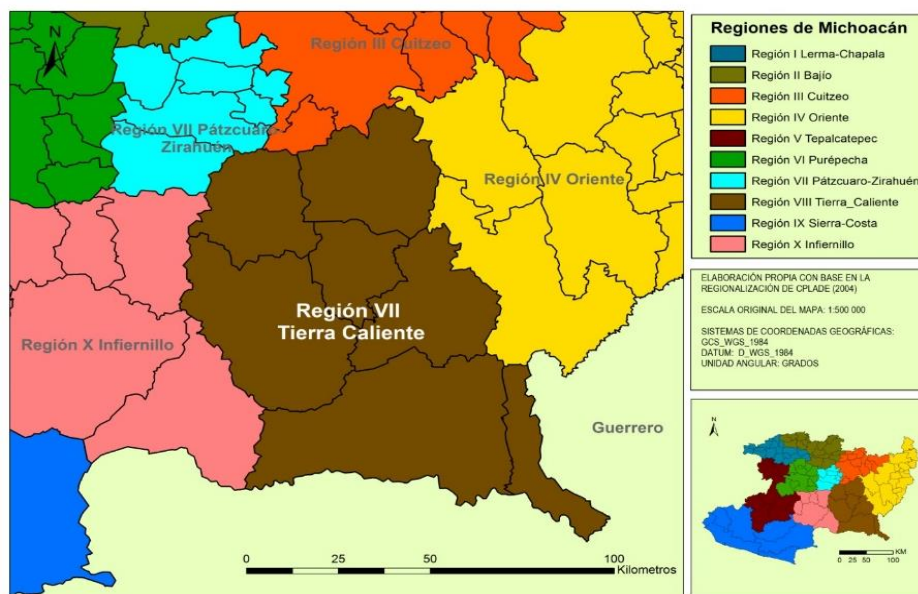 N
Región III Cuitzeo
Región VII Pátzcuaro-
Zirahuén
Región IV Oriente
Región VII
Tierra Caliente
Región X Infiernillo
Guerrero
0 50 100
Kilometros
Regiones de Michoacán
Región I Lerma-Chapala
Región II Bajío
Región III Cuitzeo
Región IV Oriente
Región V Tepalcatepec
Región VI Purépecha
Región VII Pátzcuaro-Zirahuén
Región VIII Tierra_Caliente
Región IX Sierra-Costa
Región X Infiernillo
ELABORACIÓN PROPIA CON BASE EN LA
REGIONALIZACIÓN DE CPLADE (2004)
ESCALA ORIGINAL DEL MAPA: 1:500 000
SISTEMAS DE COORDENADAS GEOGRÁFICAS:
GCS_WGS_1984
DATUM: D_WGS_1984
UNIDAD ANGULAR: GRADOS
N
KM
0 25 50 100